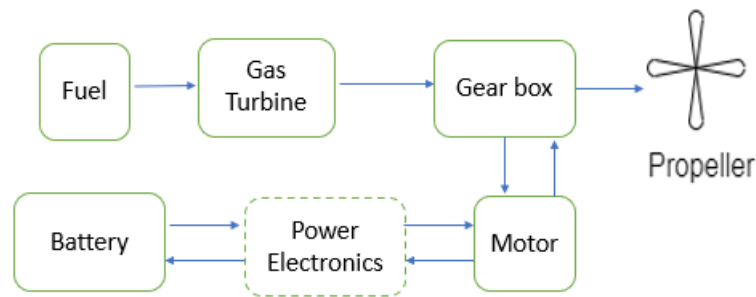 Fuel
Gas
Turbine
Gear box
Propeller
Battery
Power
Electronics
Motor